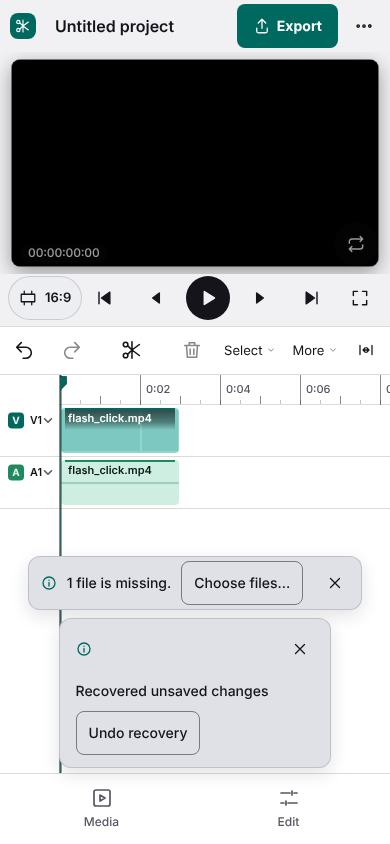 Untitled project
Export
00:00:00:00
16:9
Select
More
0:02
0:04
0:06
V
V1
flash_click.mp4
A
A1
flash_click.mp4
1 file is missing.
Choose files...
Recovered unsaved changes
Undo recovery
Media
Edit